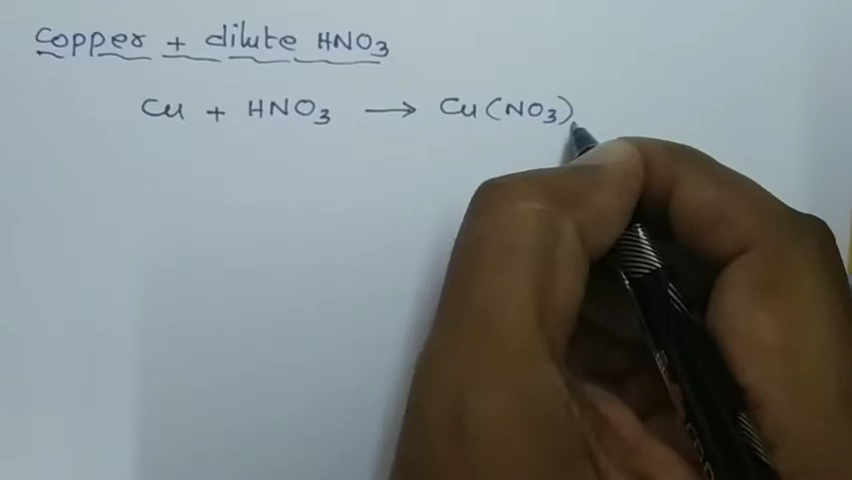 Copper + dilute HNO3
Cu + HNO3 → Cu(NO3)